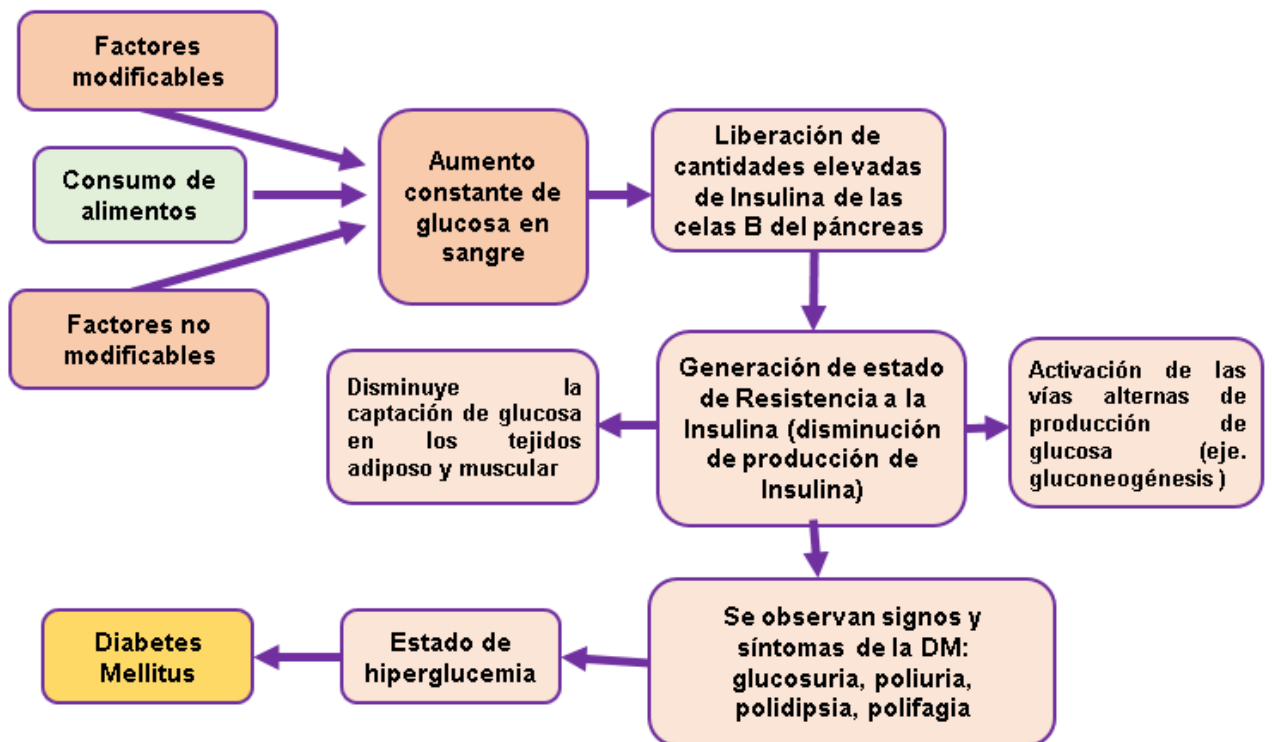 Factores
modificables
Consumo de
alimentos
Factores no
modificables
Aumento
constante de
glucosa en
sangre
Liberación de
cantidades elevadas
de Insulina de las
celas B del páncreas
Generación de estado
de Resistencia a la
Insulina (disminución
de producción de
Insulina)
Disminuye la
captación de glucosa
en los tejidos
adiposo y muscular
Activación de las
vías alternas de
producción de
glucosa (eje.
gluconeogénesis )
Se observan signos y
síntomas de la DM:
glucosuria, poliuria,
polidipsia, polifagia
Estado de
hiperglucemia
Diabetes
Mellitus